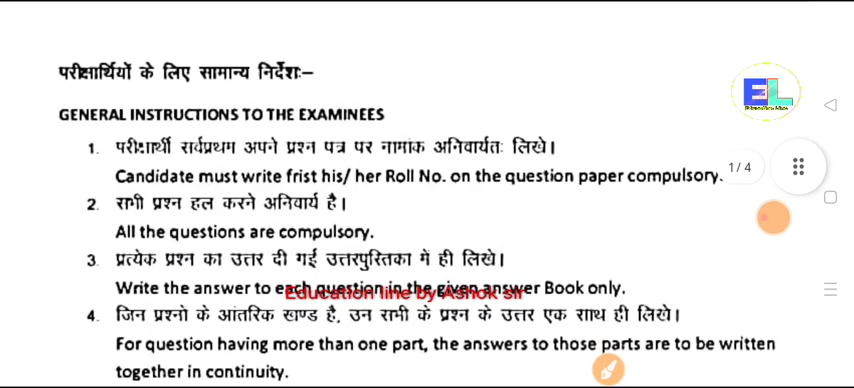 परीक्षार्थियों के लिए सामान्य निर्देशः–
GENERAL INSTRUCTIONS TO THE EXAMINEES
1. परीक्षार्थी सर्वप्रथम अपने प्रश्न पत्र पर नामांक अनिवार्यतः लिखे।
Candidate must write frist his/ her Roll No. on the question paper compulsory.
1 / 4
2. सभी प्रश्न हल करने अनिवार्य है।
All the questions are compulsory.
3. प्रत्येक प्रश्न का उत्तर दी गई उत्तरपुस्तिका में ही लिखे।
Write the answer to each question in the given answer Book only.
Education line by Ashok sir
4. जिन प्रश्नो के आंतरिक खण्ड है, उन सभी के प्रश्न के उत्तर एक साथ ही लिखे।
For question having more than one part, the answers to those parts are to be written
together in continuity.
EL